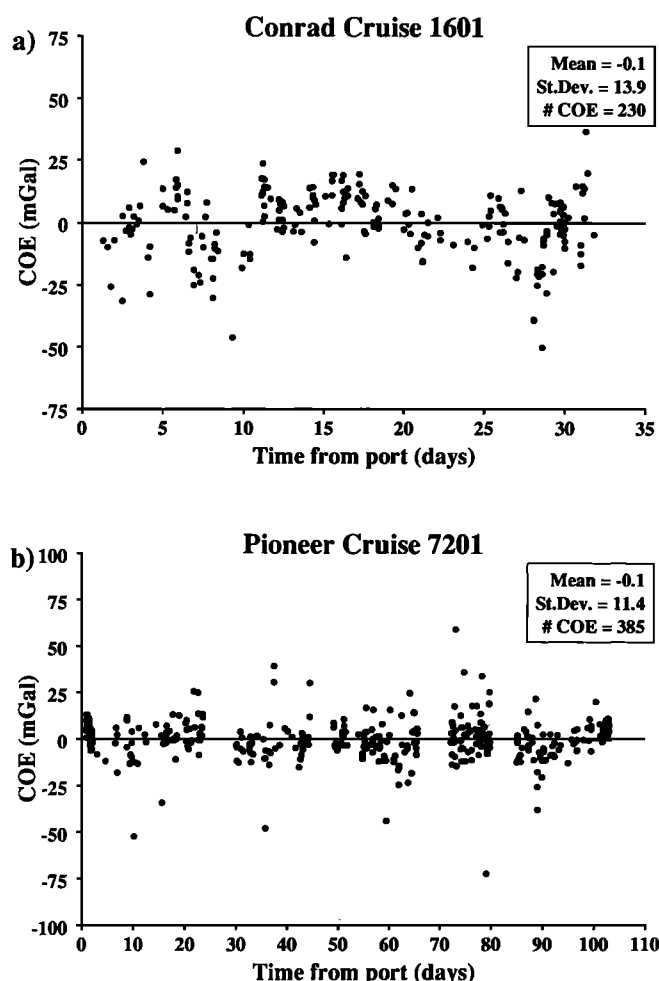 a)
Conrad Cruise 1601
Mean = -0.1
St.Dev. = 13.9
# COE = 230
75
50
25
0
-25
-50
-75
COE (mGal)
0 5 10 15 20 25 30 35
Time from port (days)
b)
Pioneer Cruise 7201
Mean = -0.1
St.Dev. = 11.4
# COE = 385
100
75
50
25
0
-25
-50
-75
-100
COE (mGal)
0 10 20 30 40 50 60 70 80 90 100 110
Time from port (days)